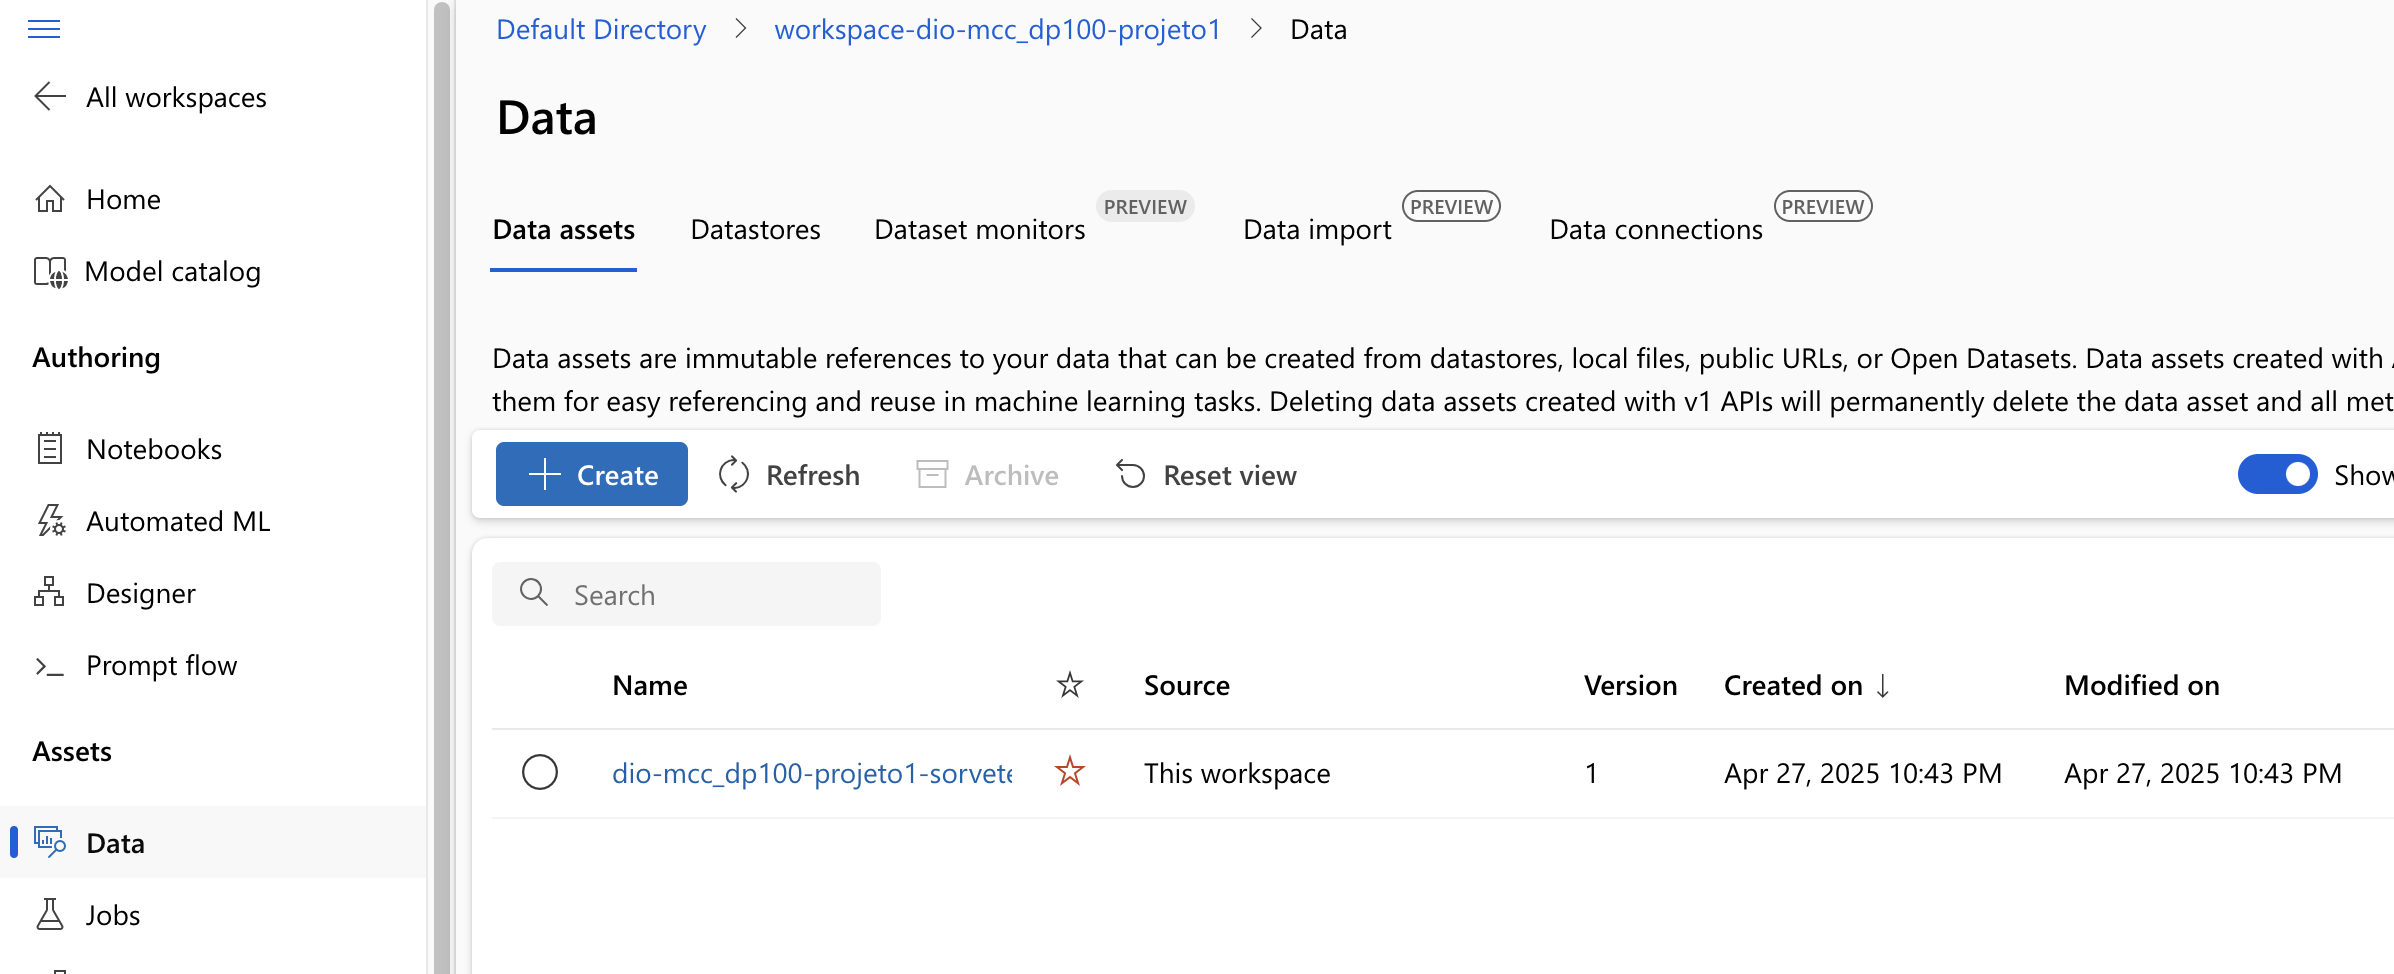 Default Directory > workspace-dio-mcc_dp100-projeto1 > Data
All workspaces
Home
Model catalog
Authoring
Notebooks
Automated ML
Designer
Prompt flow
Assets
Data
Jobs
Data
Data assets
Datastores
Dataset monitors PREVIEW
Data import PREVIEW
Data connections PREVIEW
Data assets are immutable references to your data that can be created from datastores, local files, public URLs, or Open Datasets. Data assets created with
them for easy referencing and reuse in machine learning tasks. Deleting data assets created with v1 APIs will permanently delete the data asset and all met
Create Refresh Archive Reset view Show
Search
Name Source Version Created on ↓ Modified on
dio-mcc_dp100-projeto1-sorvete This workspace 1 Apr 27, 2025 10:43 PM Apr 27, 2025 10:43 PM